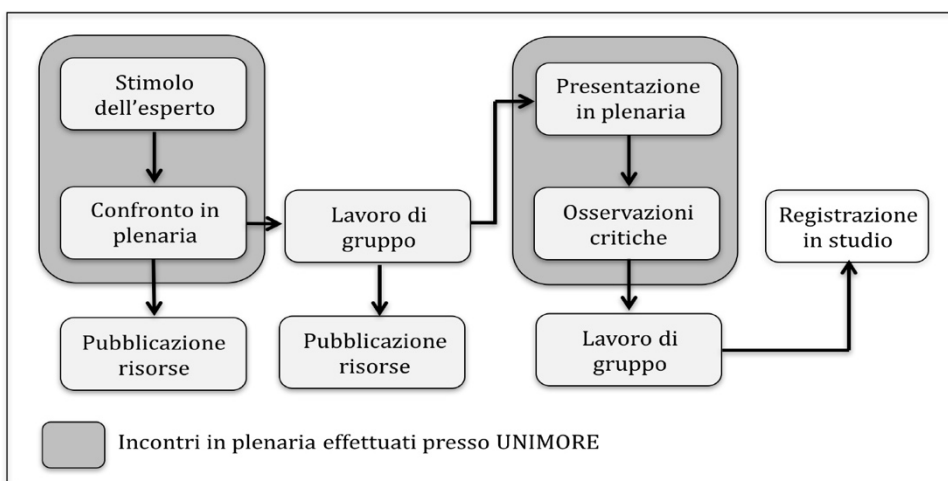 Stimolo
dell'esperto
Confronto in
plenaria
Pubblicazione
risorse
Lavoro di
gruppo
Pubblicazione
risorse
Presentazione
in plenaria
Osservazioni
critiche
Lavoro di
gruppo
Registrazione
in studio
Incontri in plenaria effettuati presso UNIMORE